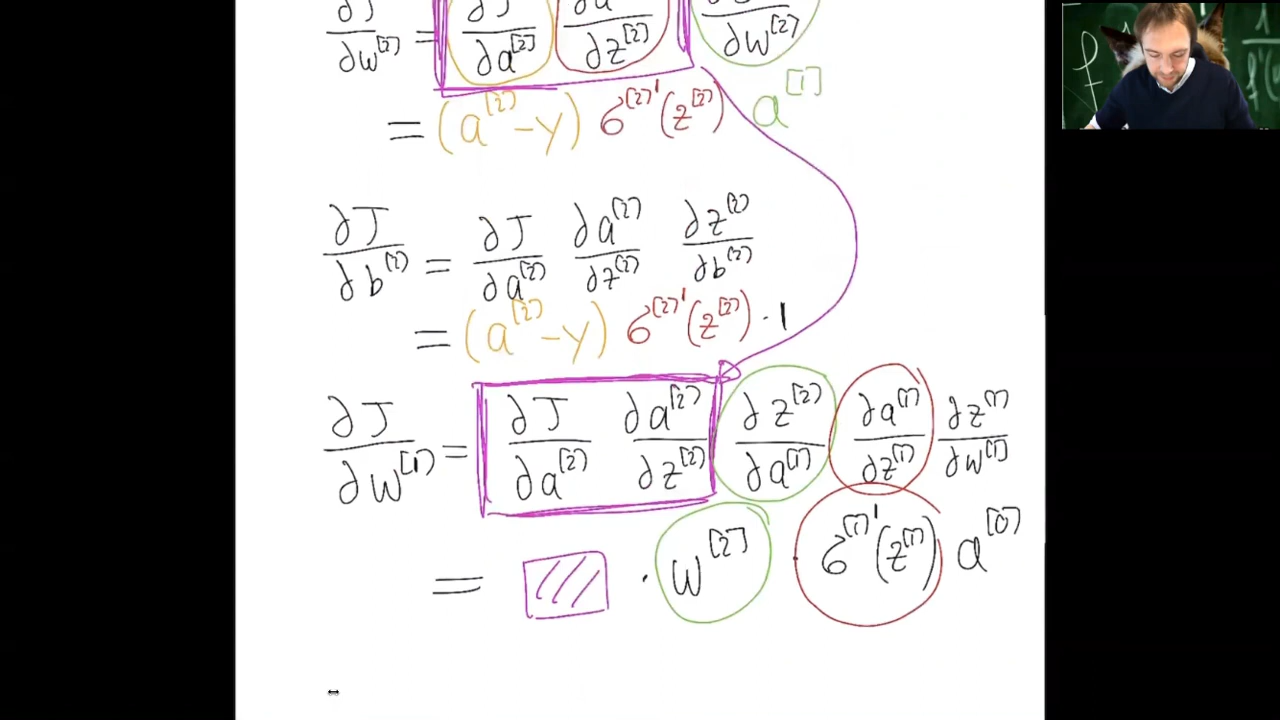 ∂J/∂w^[2] = ∂J/∂a^[2] ∂a^[2]/∂z^[2] ∂z^[2]/∂w^[2]
= (a^[2] - y) σ^[2]'(z^[2]) a^[1]
∂J/∂b^[2] = ∂J/∂a^[2] ∂a^[2]/∂z^[2] ∂z^[2]/∂b^[2]
= (a^[2] - y) σ^[2]'(z^[2]) · 1
∂J/∂w^[1] = ∂J/∂a^[2] ∂a^[2]/∂z^[2] ∂z^[2]/∂a^[1] ∂a^[1]/∂z^[1] ∂z^[1]/∂w^[1]
= · w^[2] · σ^[1]'(z^[1]) a^[0]